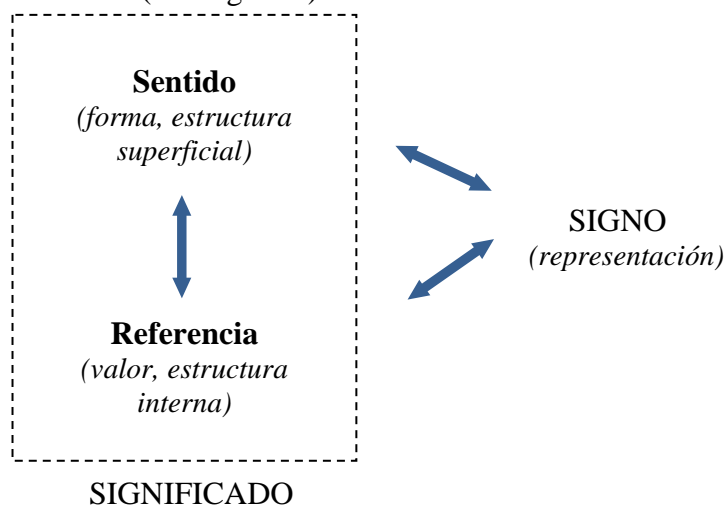 Sentido
(forma, estructura
superficial)
SIGNO
(representación)
Referencia
(valor, estructura
interna)
SIGNIFICADO